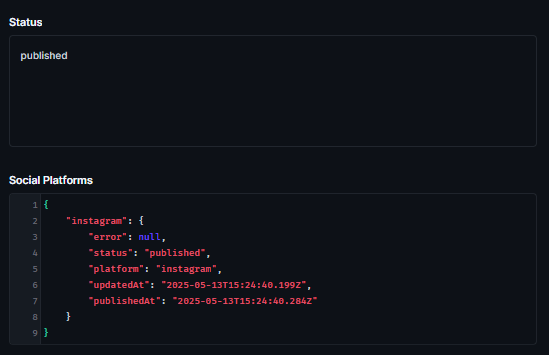 Status
published
Social Platforms
1 {
2 "instagram": {
3 "error": null,
4 "status": "published",
5 "platform": "instagram",
6 "updatedAt": "2025-05-13T15:24:40.199Z",
7 "publishedAt": "2025-05-13T15:24:40.284Z"
8 }
9 }